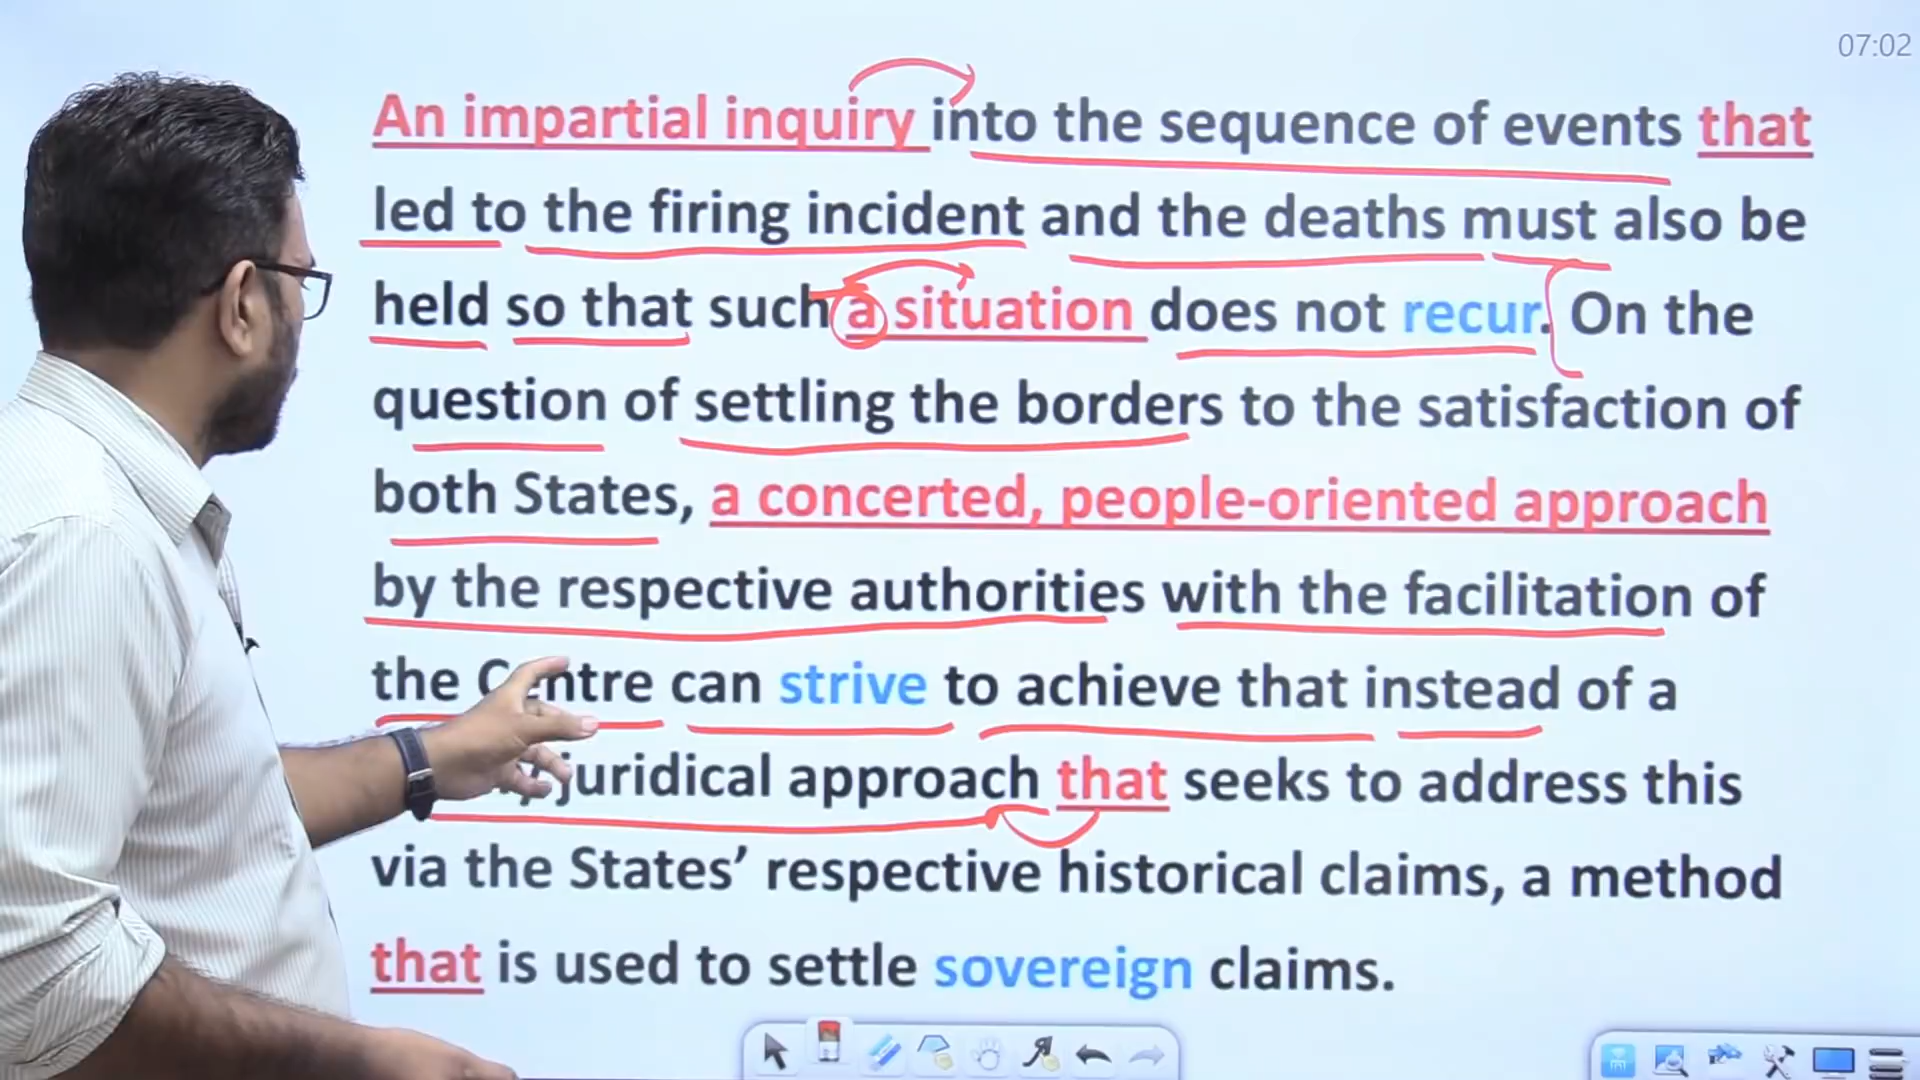 07:02
An impartial inquiry into the sequence of events that
led to the firing incident and the deaths must also be
held so that such a situation does not recur. On the
question of settling the borders to the satisfaction of
both States, a concerted, people-oriented approach
by the respective authorities with the facilitation of
the Centre can strive to achieve that instead of a
juridical approach that seeks to address this
via the States’ respective historical claims, a method
that is used to settle sovereign claims.